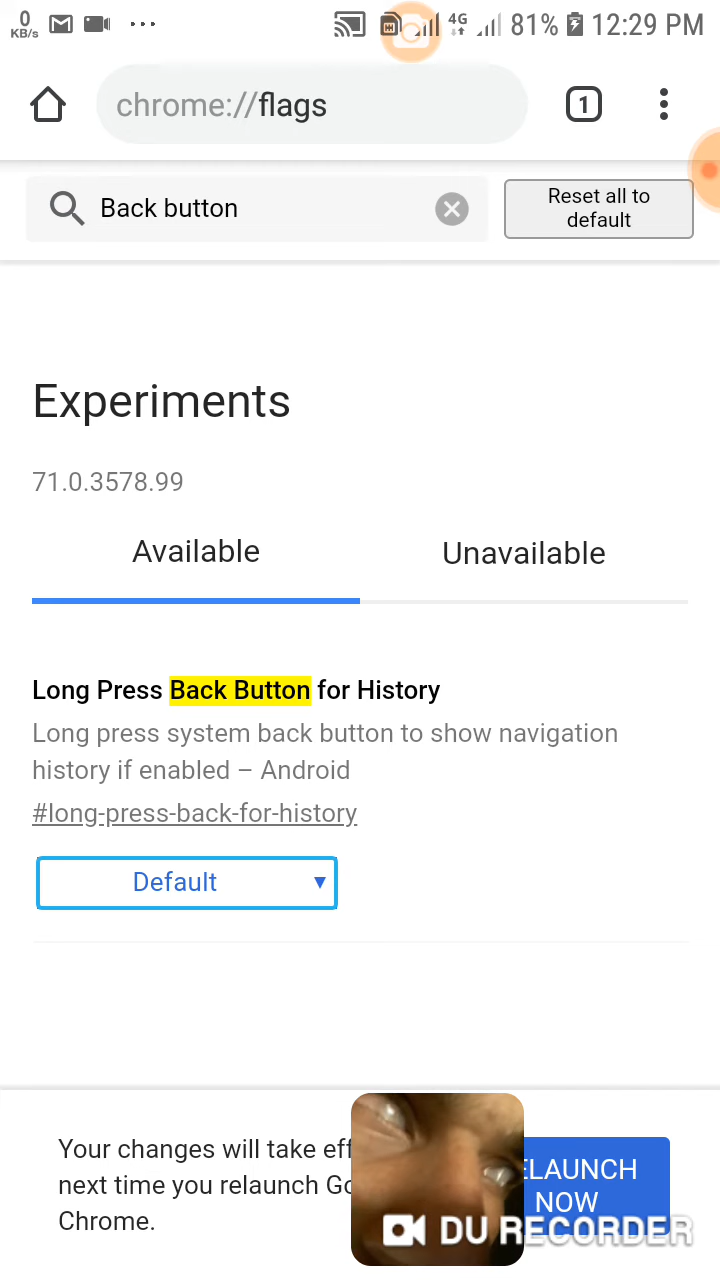 0
KB/s
4G
81%
12:29 PM
chrome://flags
1
Back button
Reset all to
default
Experiments
71.0.3578.99
Available
Unavailable
Long Press Back Button for History
Long press system back button to show navigation
history if enabled – Android
#long-press-back-for-history
Default
Your changes will take eff
next time you relaunch Go
Chrome.
ELAUNCH
NOW
DU RECORDER